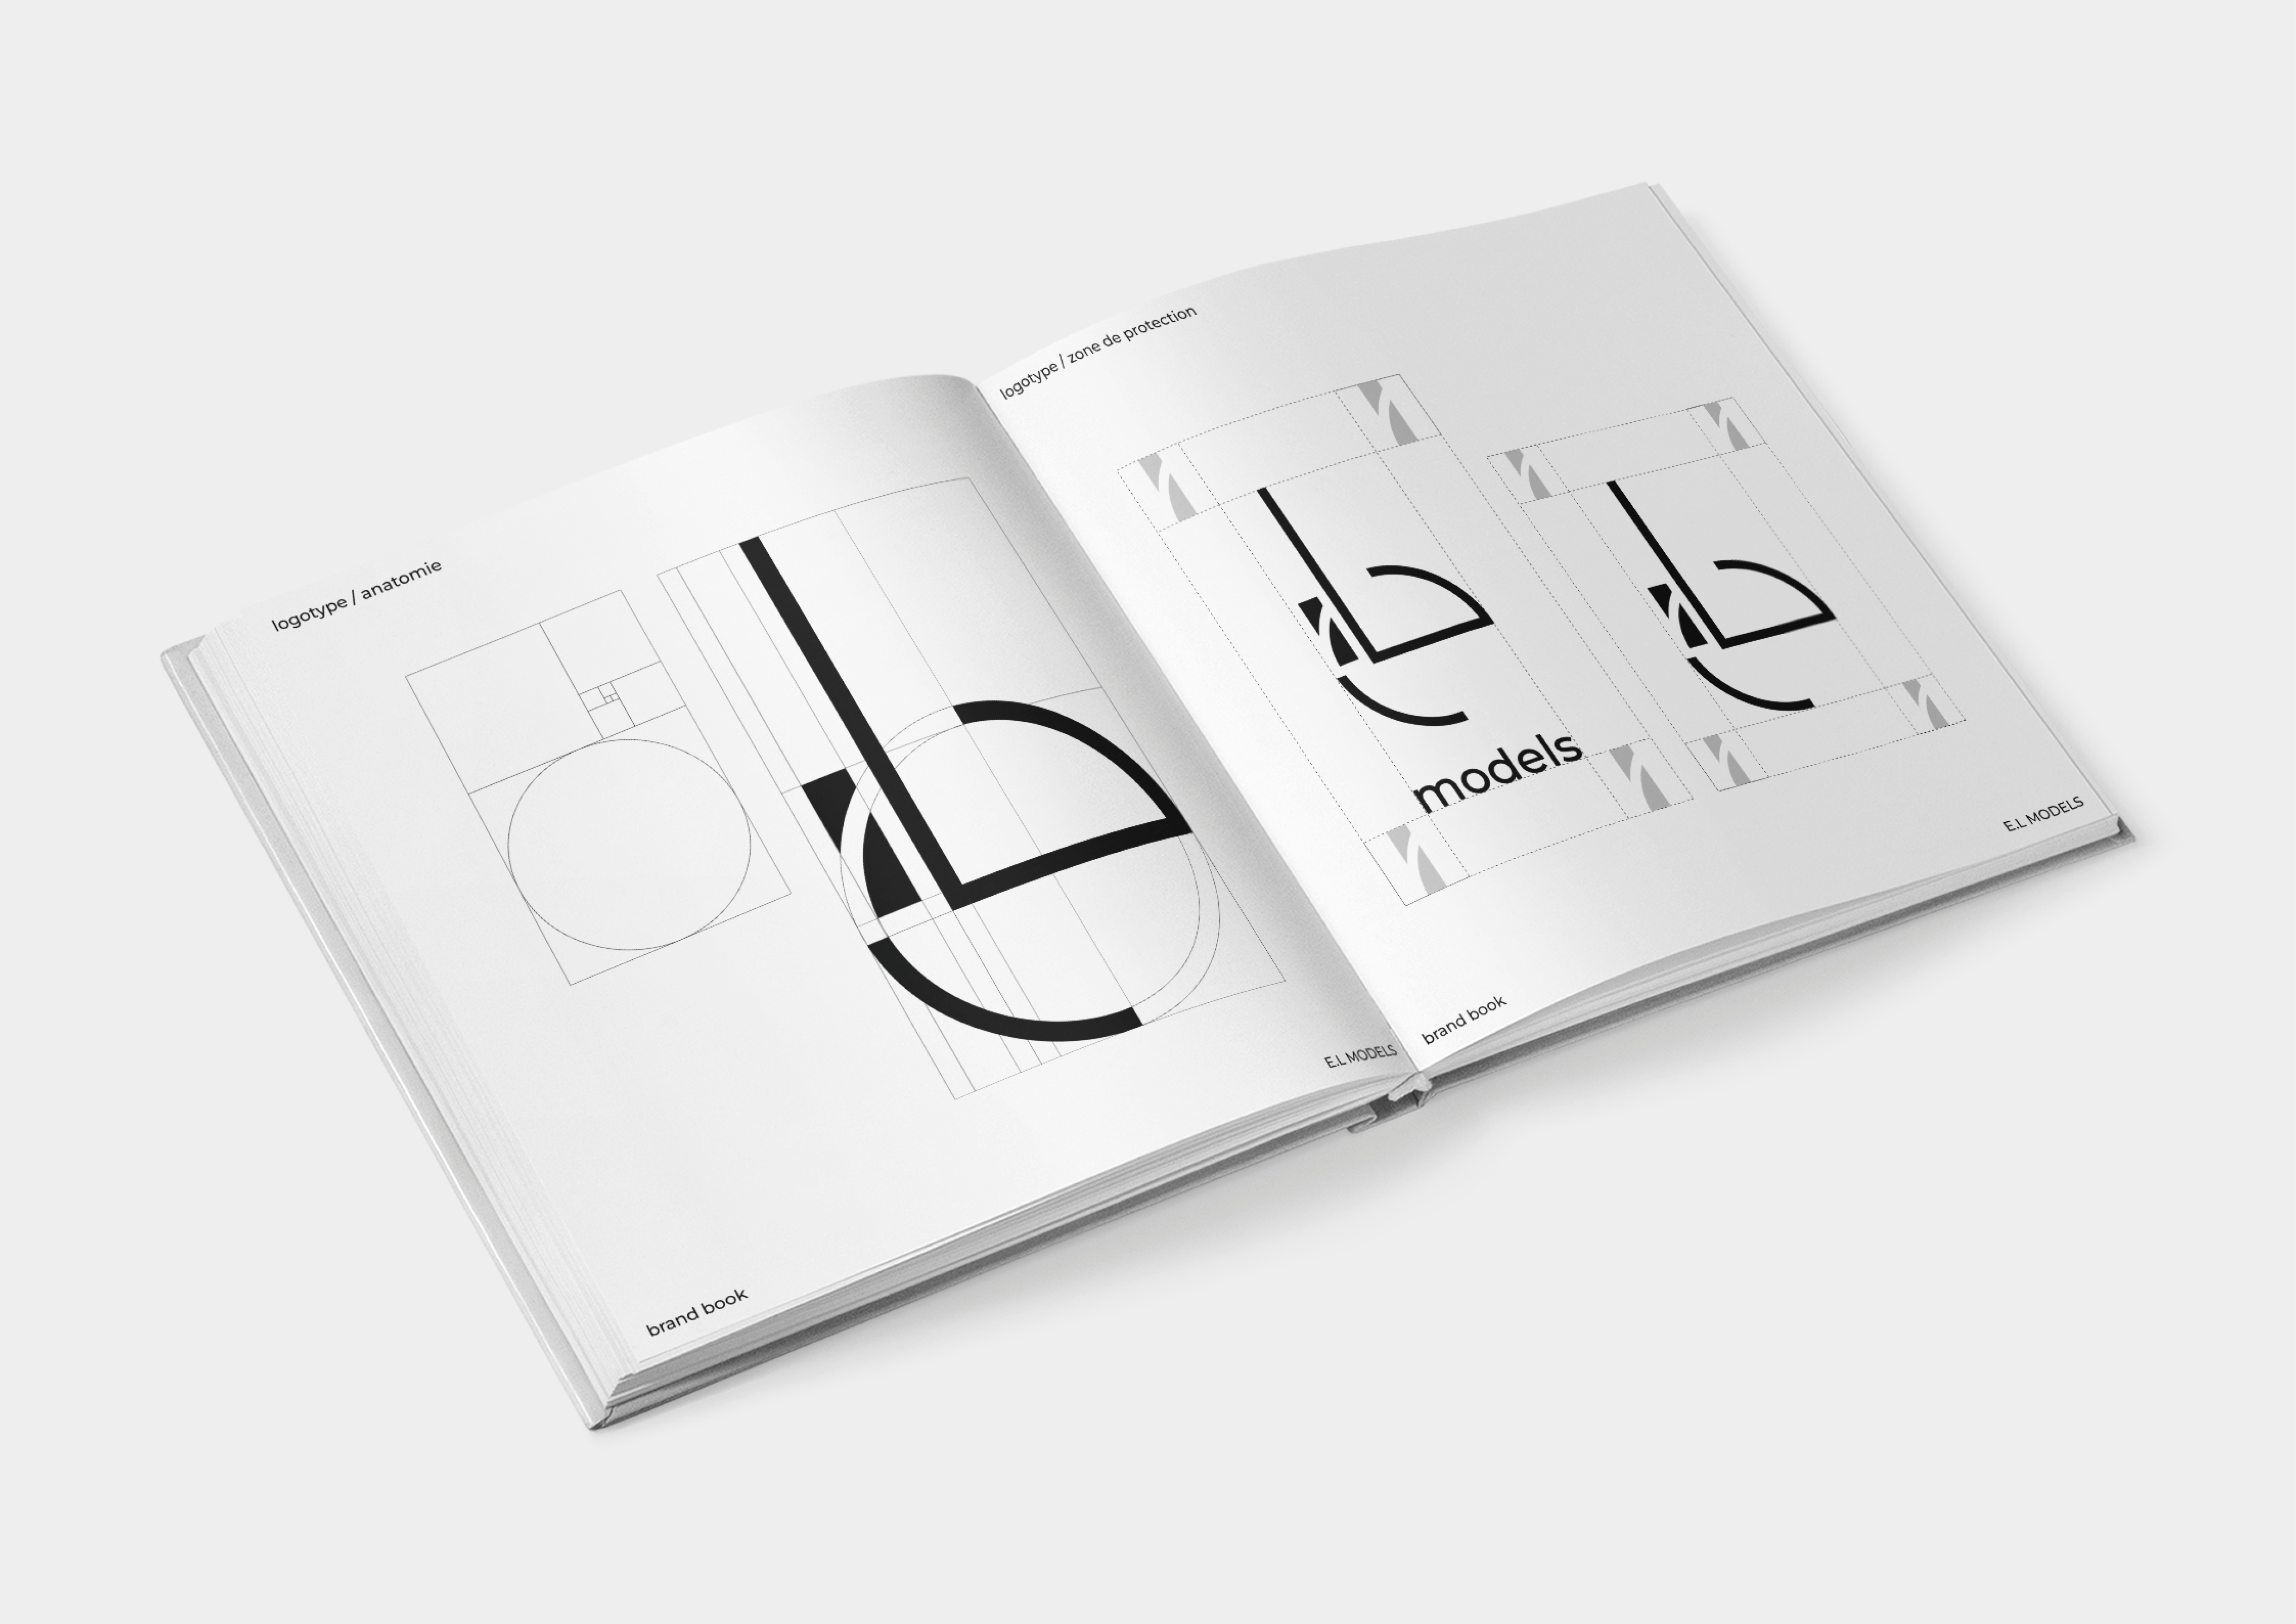 logotype / anatomie
brand book
E.L MODELS
logotype / zone de protection
models
brand book
E.L MODELS